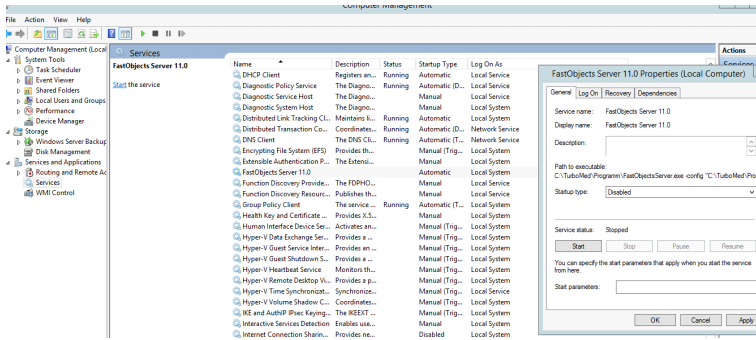 Computer Management
File Action View Help
Computer Management (Local
System Tools
Task Scheduler
Event Viewer
Shared Folders
Local Users and Groups
Performance
Device Manager
Storage
Windows Server Backup
Disk Management
Services and Applications
Routing and Remote Ac
Services
WMI Control
Services
FastObjects Server 11.0
Start the service
Name Description Status Startup Type Log On As
DHCP Client Registers an... Running Automatic Local Service
Diagnostic Policy Service The Diagno... Running Automatic (D... Local Service
Diagnostic Service Host The Diagno... Manual Local Service
Diagnostic System Host The Diagno... Manual Local System
Distributed Link Tracking Cl... Maintains li... Running Automatic Local System
Distributed Transaction Co... Coordinates... Running Automatic (D... Network Service
DNS Client The DNS Cli... Running Automatic (T... Network Service
Encrypting File System (EFS) Provides th... Manual (Trig... Local System
Extensible Authentication P... The Extensi... Manual Local System
FastObjects Server 11.0 Automatic Local System
Function Discovery Provide... The FDPHO... Manual Local Service
Function Discovery Resourc... Publishes th... Manual Local Service
Group Policy Client The service ... Running Automatic (T... Local System
Health Key and Certificate ... Provides X.5... Manual Local System
Human Interface Device Ser... Activates an... Manual (Trig... Local System
Hyper-V Data Exchange Ser... Provides a ... Manual (Trig... Local System
Hyper-V Guest Service Inter... Provides an ... Manual (Trig... Local System
Hyper-V Guest Shutdown S... Provides a ... Manual (Trig... Local System
Hyper-V Heartbeat Service Monitors th... Manual (Trig... Local System
Hyper-V Remote Desktop Vi... Provides a p... Manual (Trig... Local System
Hyper-V Time Synchronizat... Synchronize... Manual (Trig... Local Service
Hyper-V Volume Shadow C... Coordinates... Manual (Trig... Local System
IKE and AuthIP IPsec Keying... The IKEEXT ... Manual (Trig... Local System
Interactive Services Detection Enables use... Manual Local System
Internet Connection Sharin... Provides ne... Disabled Local System
Actions
Services
FastObjects Server 11.0 Properties (Local Computer)
General Log On Recovery Dependencies
Service name: FastObjects Server 11.0
Display name: FastObjects Server 11.0
Description:
Path to executable:
C:\TurboMed\Programm\FastObjectsServer.exe -config "C:\TurboMed\Pro
Startup type: Disabled
Service status: Stopped
Start Stop Pause Resume
You can specify the start parameters that apply when you start the service
from here.
Start parameters:
OK Cancel Apply